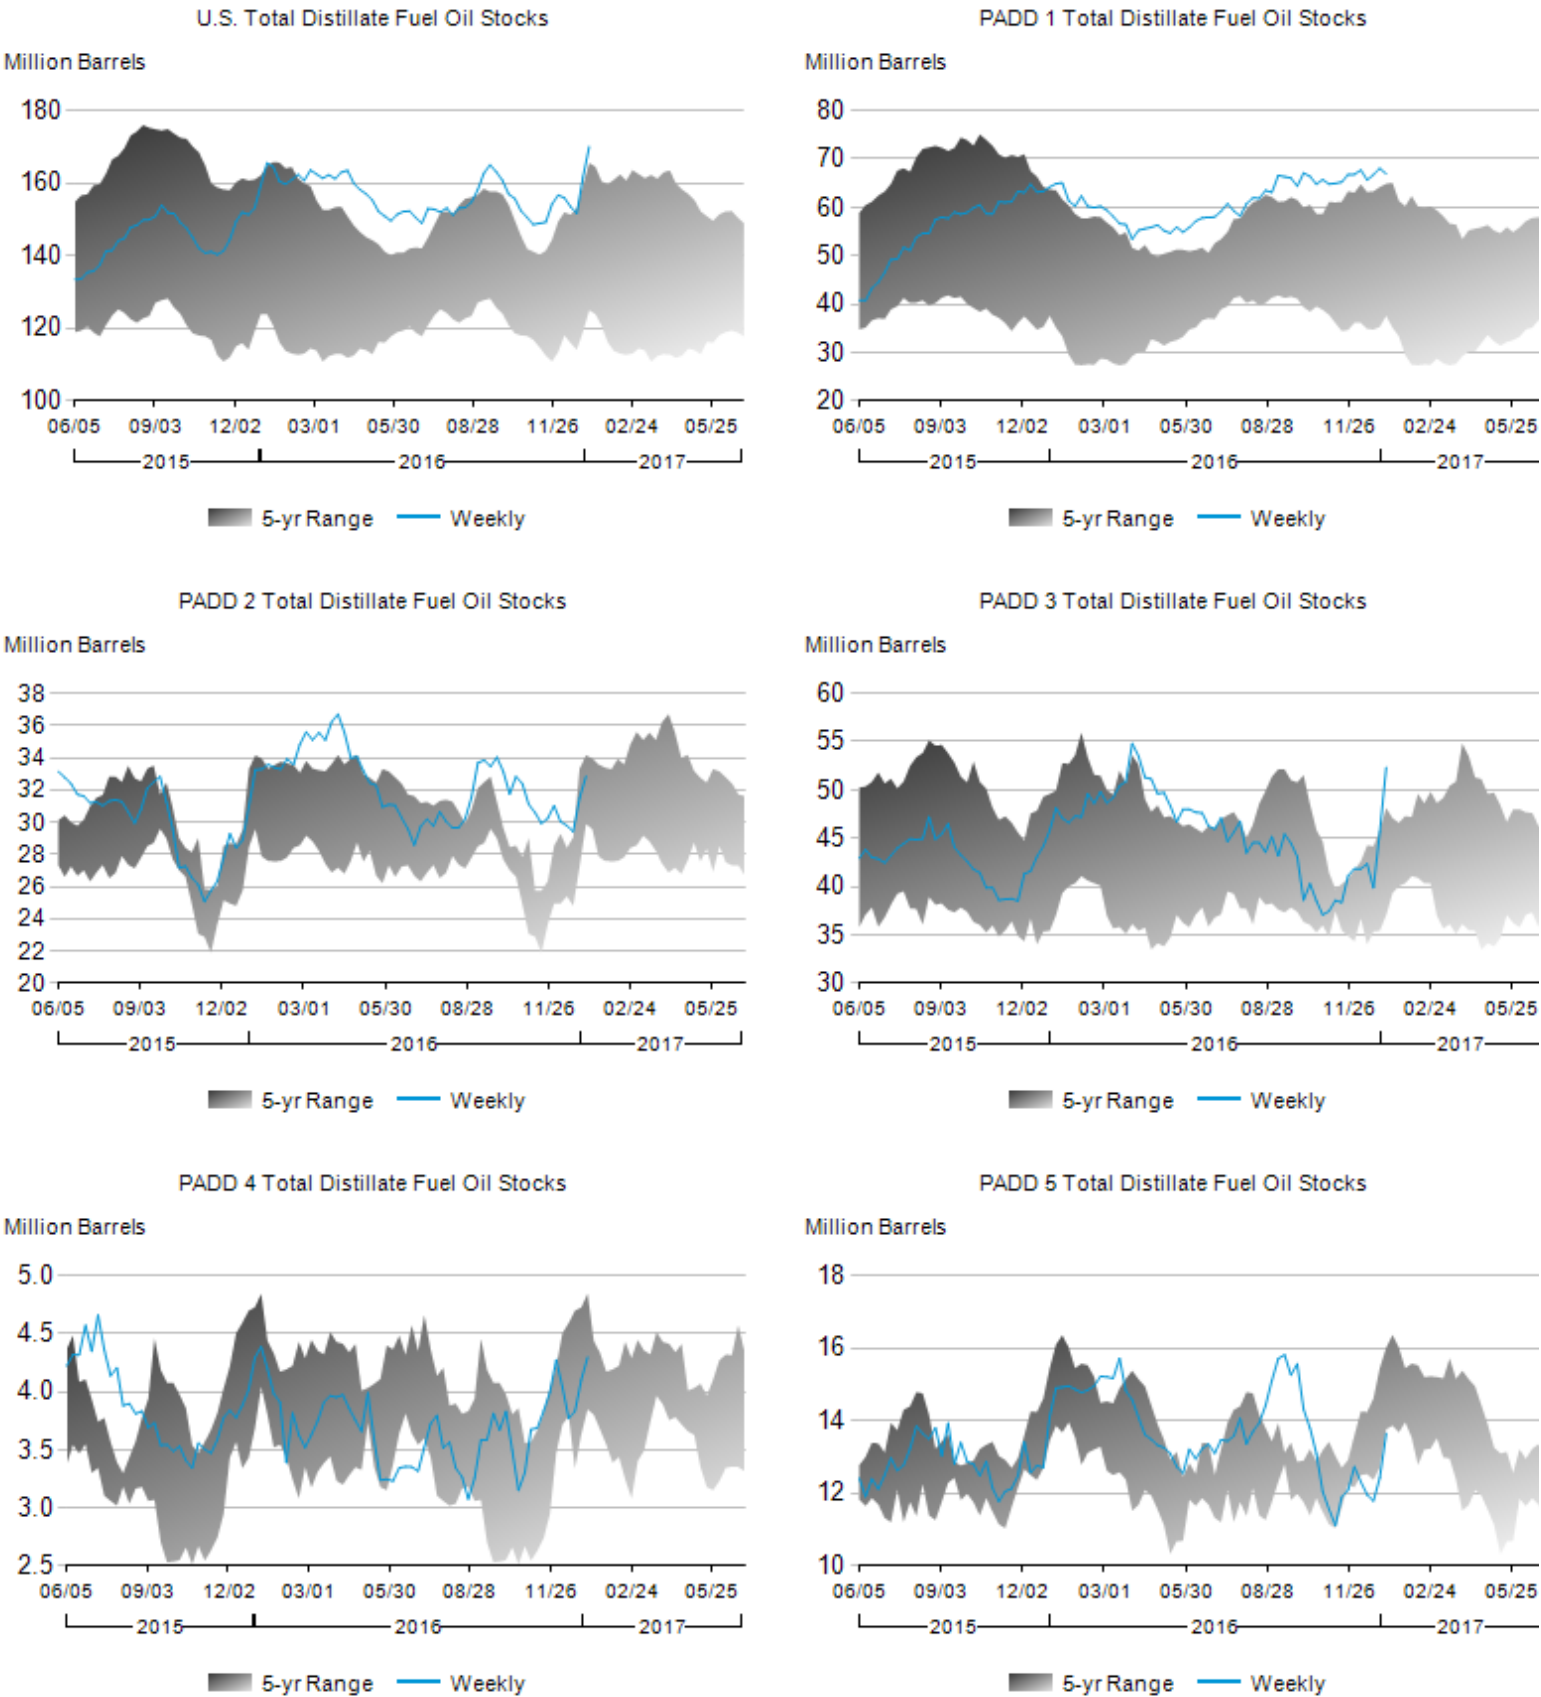 U.S. Total Distillate Fuel Oil Stocks
Million Barrels
180
160
140
120
100
06/05 09/03 12/02 03/01 05/30 08/28 11/26 02/24 05/25
2015 2016 2017
5-yr Range Weekly
PADD 1 Total Distillate Fuel Oil Stocks
Million Barrels
80
70
60
50
40
30
20
06/05 09/03 12/02 03/01 05/30 08/28 11/26 02/24 05/25
2015 2016 2017
5-yr Range Weekly
PADD 2 Total Distillate Fuel Oil Stocks
Million Barrels
38
36
34
32
30
28
26
24
22
20
06/05 09/03 12/02 03/01 05/30 08/28 11/26 02/24 05/25
2015 2016 2017
5-yr Range Weekly
PADD 3 Total Distillate Fuel Oil Stocks
Million Barrels
60
55
50
45
40
35
30
06/05 09/03 12/02 03/01 05/30 08/28 11/26 02/24 05/25
2015 2016 2017
5-yr Range Weekly
PADD 4 Total Distillate Fuel Oil Stocks
Million Barrels
5.0
4.5
4.0
3.5
3.0
2.5
06/05 09/03 12/02 03/01 05/30 08/28 11/26 02/24 05/25
2015 2016 2017
5-yr Range Weekly
PADD 5 Total Distillate Fuel Oil Stocks
Million Barrels
18
16
14
12
10
06/05 09/03 12/02 03/01 05/30 08/28 11/26 02/24 05/25
2015 2016 2017
5-yr Range Weekly